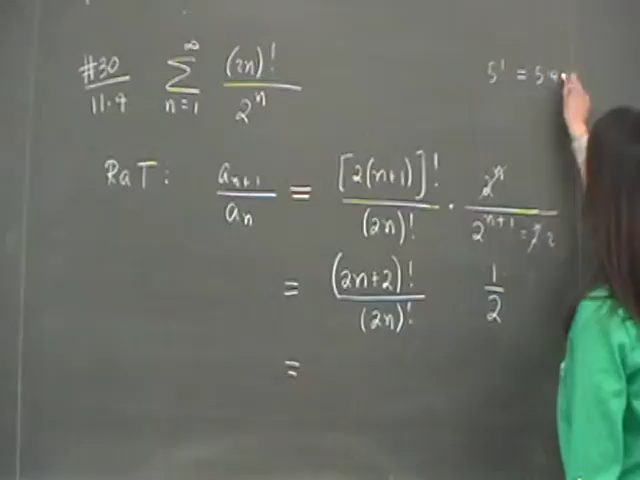 #30 / 11.4 ∑_{n=1}^{∞} (2n)! / 2^n
5! = 5·4
RaT: a_{n+1} / a_n = [2(n+1)]! / (2n)! · 2^n / 2^{n+1} = 2^n 2
= (2n+2)! / (2n)! 1/2
=